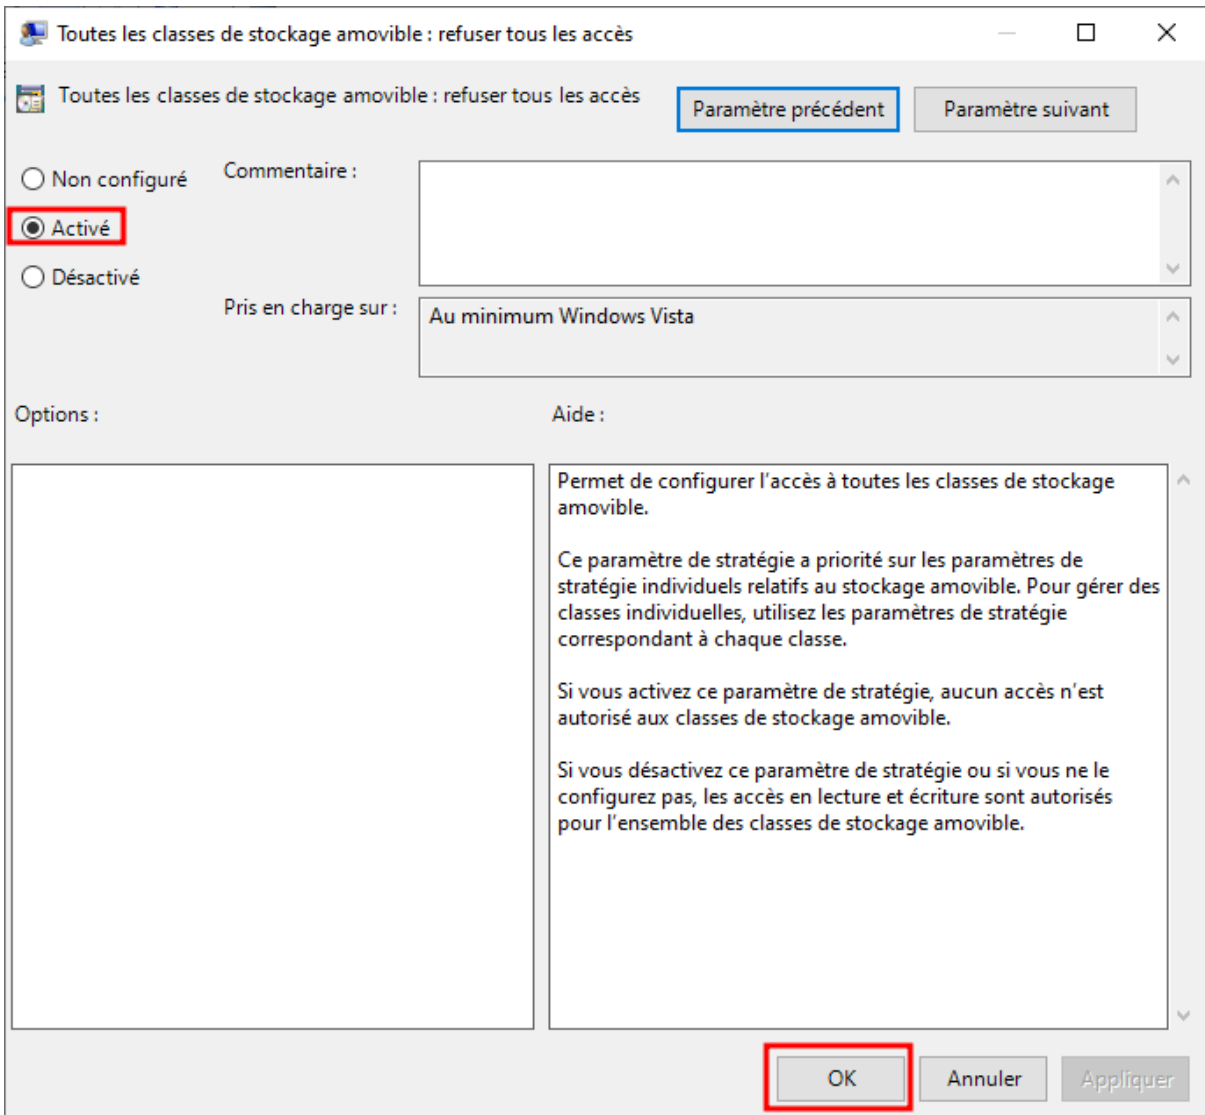 Toutes les classes de stockage amovible : refuser tous les accès
Toutes les classes de stockage amovible : refuser tous les accès
Paramètre précédent
Paramètre suivant
Non configuré
Commentaire :
Activé
Désactivé
Pris en charge sur :
Au minimum Windows Vista
Options :
Aide :
Permet de configurer l'accès à toutes les classes de stockage
amovible.
Ce paramètre de stratégie a priorité sur les paramètres de
stratégie individuels relatifs au stockage amovible. Pour gérer des
classes individuelles, utilisez les paramètres de stratégie
correspondant à chaque classe.
Si vous activez ce paramètre de stratégie, aucun accès n'est
autorisé aux classes de stockage amovible.
Si vous désactivez ce paramètre de stratégie ou si vous ne le
configurez pas, les accès en lecture et écriture sont autorisés
pour l'ensemble des classes de stockage amovible.
OK
Annuler
Appliquer